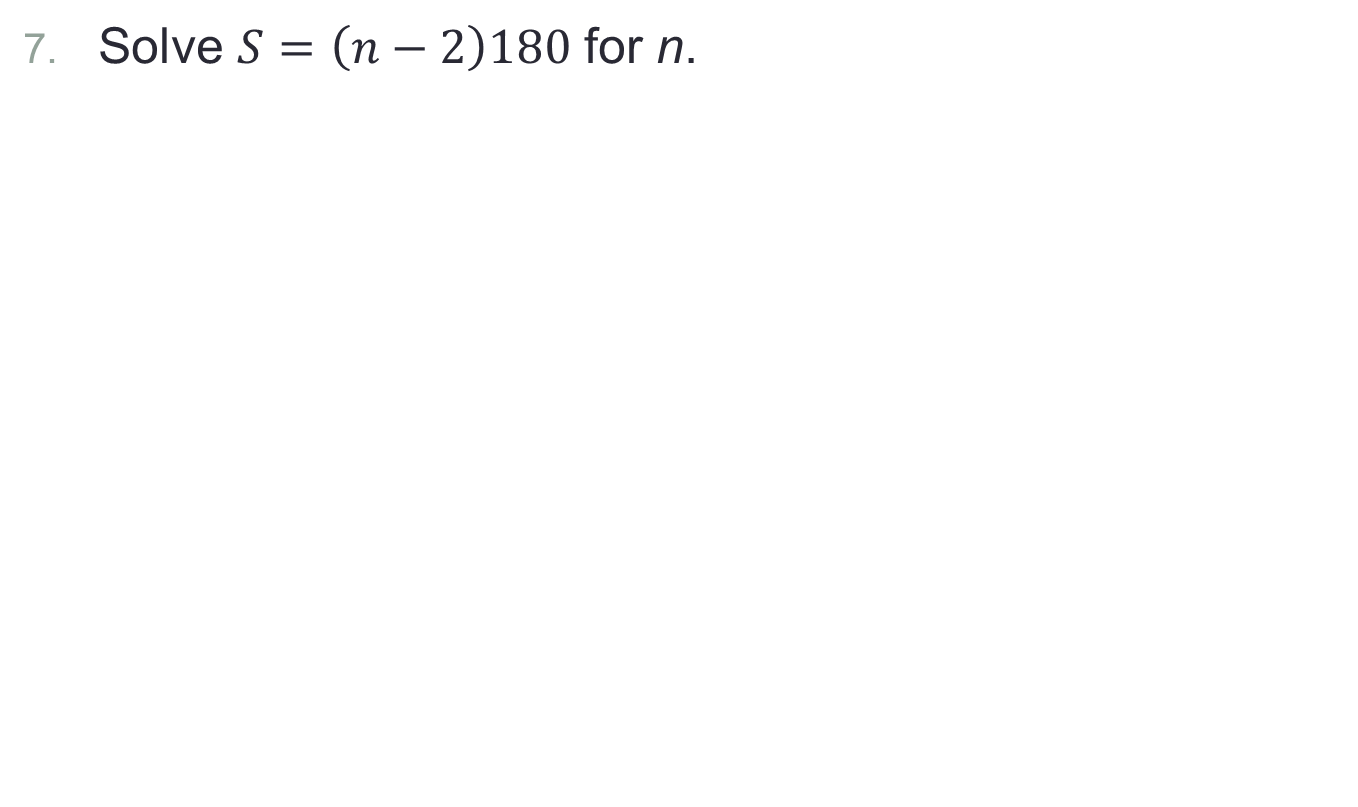 7. Solve S = (n − 2)180 for n.